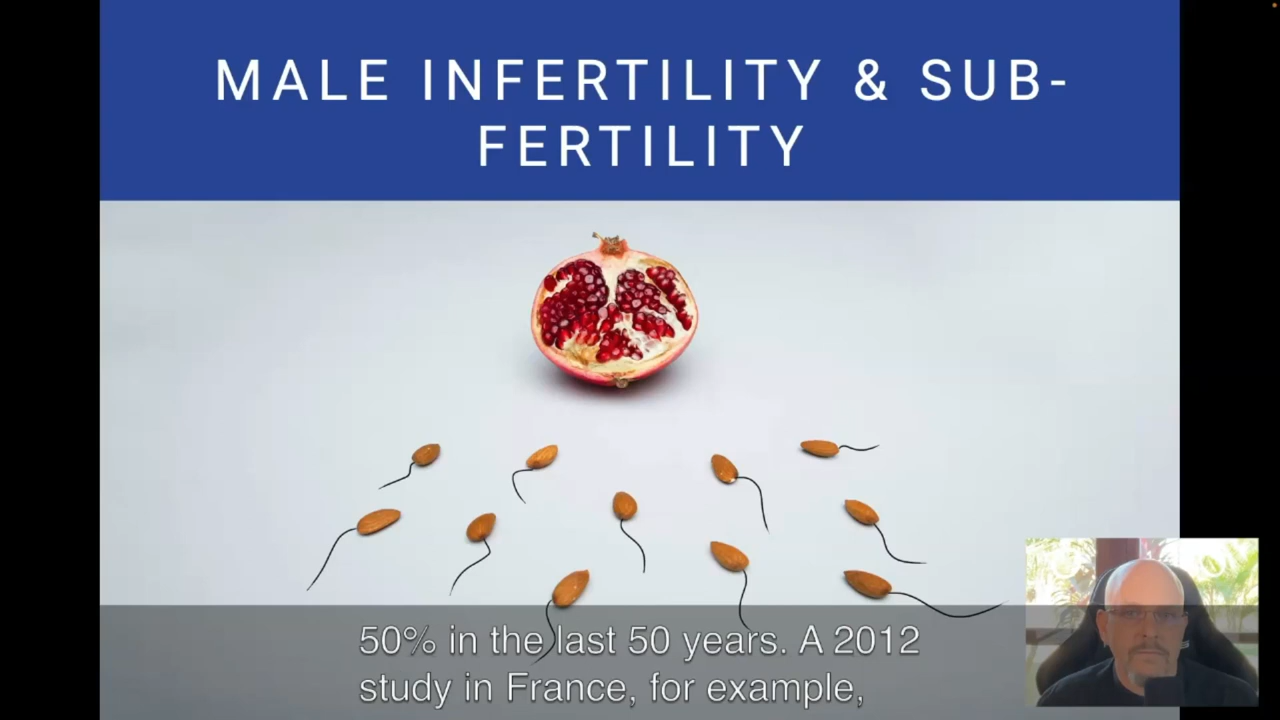 MALE INFERTILITY & SUB-
FERTILITY
50% in the last 50 years. A 2012
study in France, for example,